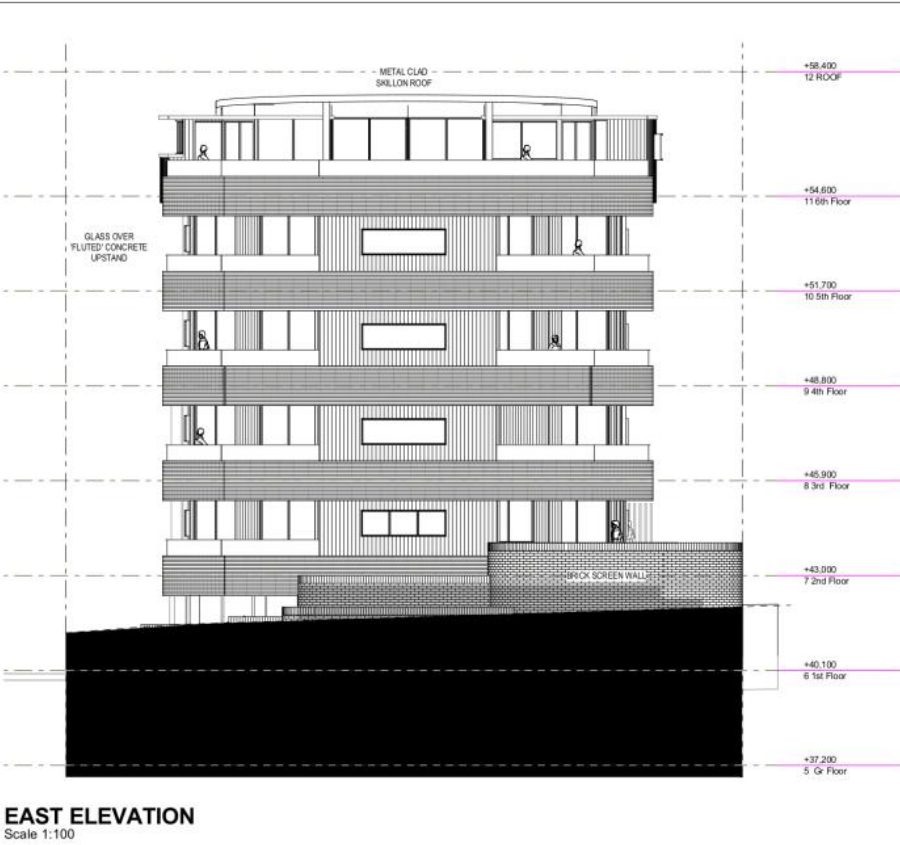 +58,400
12 ROOF
METAL CLAD
SKILLON ROOF
+54,600
11 6th Floor
GLASS OVER
'FLUTED' CONCRETE
UPSTAND
+51,700
10 5th Floor
+48,800
9 4th Floor
+45,900
8 3rd Floor
+43,000
7 2nd Floor
BRICK SCREEN WALL
+40,100
6 1st Floor
+37,200
5 Gr Floor
EAST ELEVATION
Scale 1:100